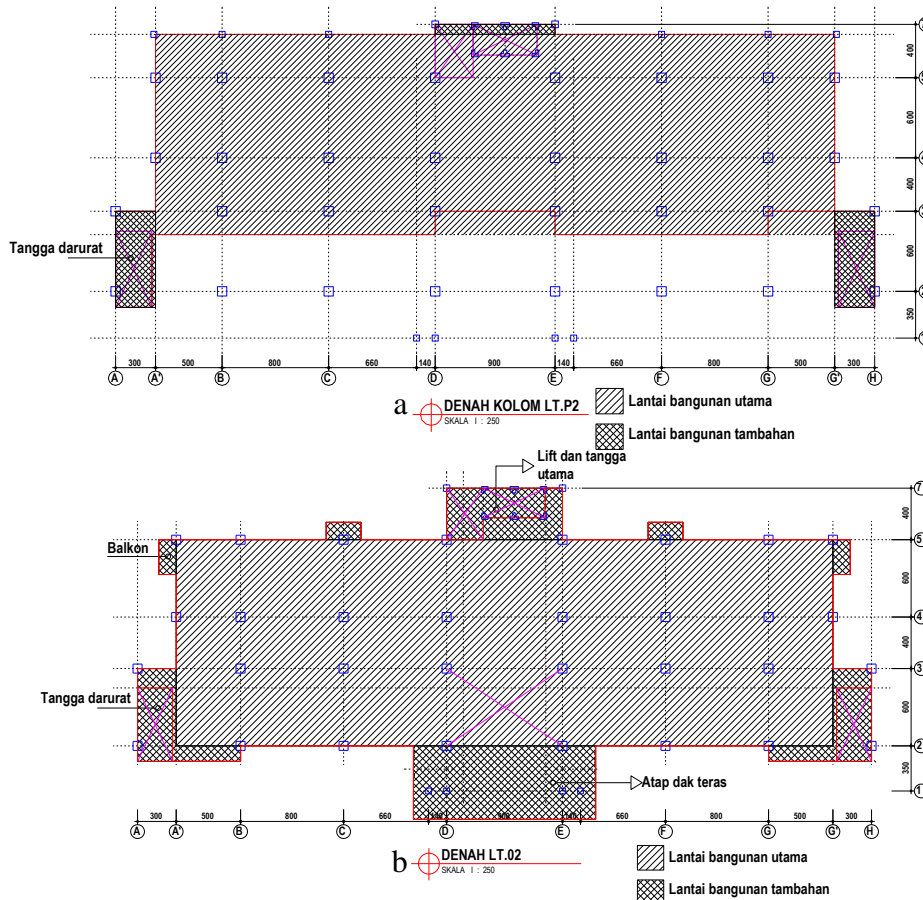 400
600
400
600
350
Tangga darurat
300 500 800 660 140 900 140 660 800 500 300
A A' B C D E F G G' H
a DENAH KOLOM LT.P2
SKALA 1 : 250
Lantai bangunan utama
Lantai bangunan tambahan
Lift dan tangga
utama
7
400
Balkon
5
600
4
400
3
Tangga darurat
600
2
350
Atap dak teras
1
300 500 800 660 140 900 140 660 800 500 300
A A' B C D E F G G' H
b DENAH LT.02
SKALA 1 : 250
Lantai bangunan utama
Lantai bangunan tambahan